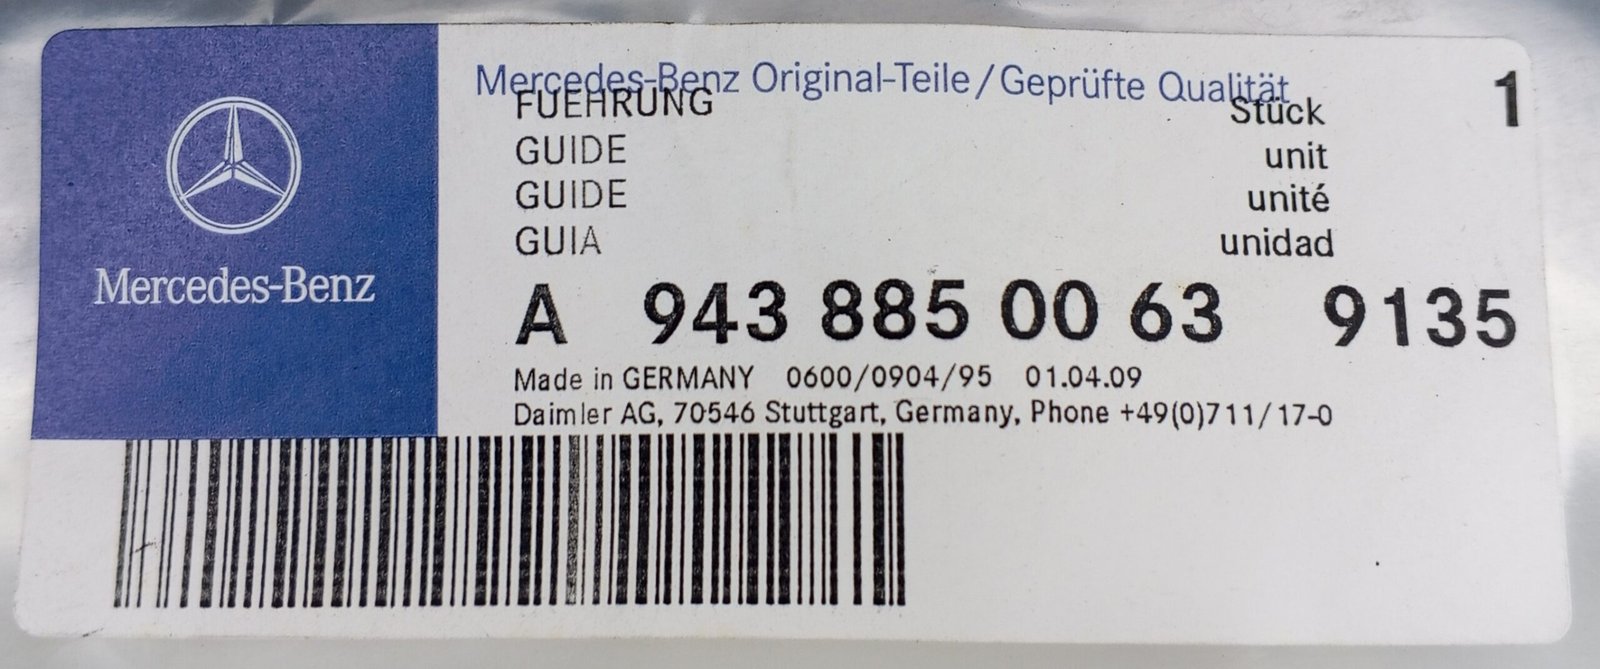 Mercedes-Benz
Mercedes-Benz Original-Teile/Geprüfte Qualität
FUEHRUNG Stück 1
GUIDE unit
GUIDE unité
GUIA unidad
A 943 885 00 63 9135
Made in GERMANY 0600/0904/95 01.04.09
Daimler AG, 70546 Stuttgart, Germany, Phone +49(0)711/17-0